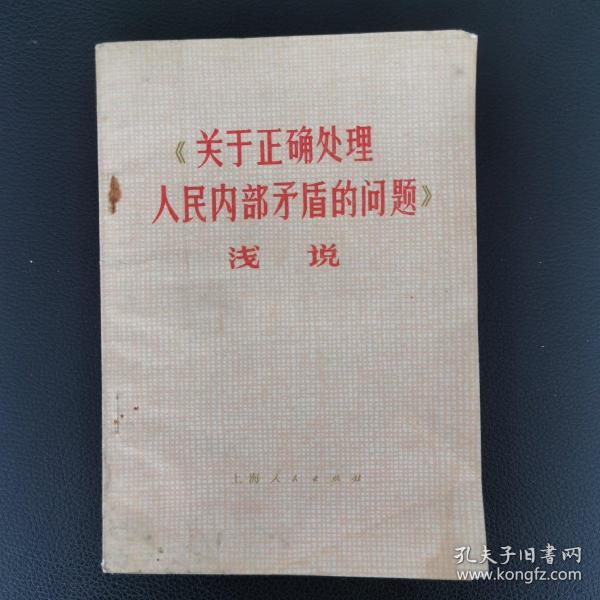 《关于正确处理
人民内部矛盾的问题》
浅说
上海人民出版社
孔夫子旧書网
www.kongfz.com